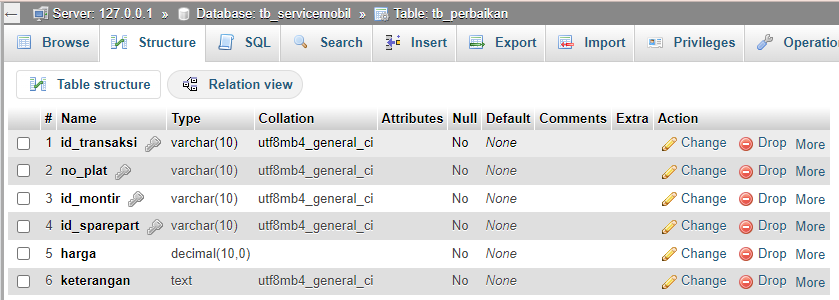 Server: 127.0.0.1 » Database: tb_servicemobil » Table: tb_perbaikan
Browse Structure SQL Search Insert Export Import Privileges Operation
Table structure Relation view
# Name Type Collation Attributes Null Default Comments Extra Action
1 id_transaksi varchar(10) utf8mb4_general_ci No None Change Drop More
2 no_plat varchar(10) utf8mb4_general_ci No None Change Drop More
3 id_montir varchar(10) utf8mb4_general_ci No None Change Drop More
4 id_sparepart varchar(10) utf8mb4_general_ci No None Change Drop More
5 harga decimal(10,0) No None Change Drop More
6 keterangan text utf8mb4_general_ci No None Change Drop More